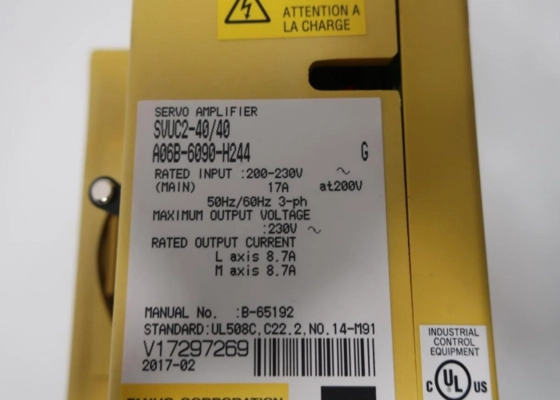 ATTENTION A
LA CHARGE
SERVO AMPLIFIER
SVUC2-40/40
A06B-6090-H244 G
RATED INPUT :200-230V ~
(MAIN) 17A at200V
50Hz/60Hz 3-ph
MAXIMUM OUTPUT VOLTAGE
:230V ~
RATED OUTPUT CURRENT
L axis 8.7A
M axis 8.7A
MANUAL No. :B-65192
STANDARD:UL508C,C22.2,NO.14-M91
V17297269
2017-02
FANUC CORPORATION
INDUSTRIAL
CONTROL
EQUIPMENT
C UL US